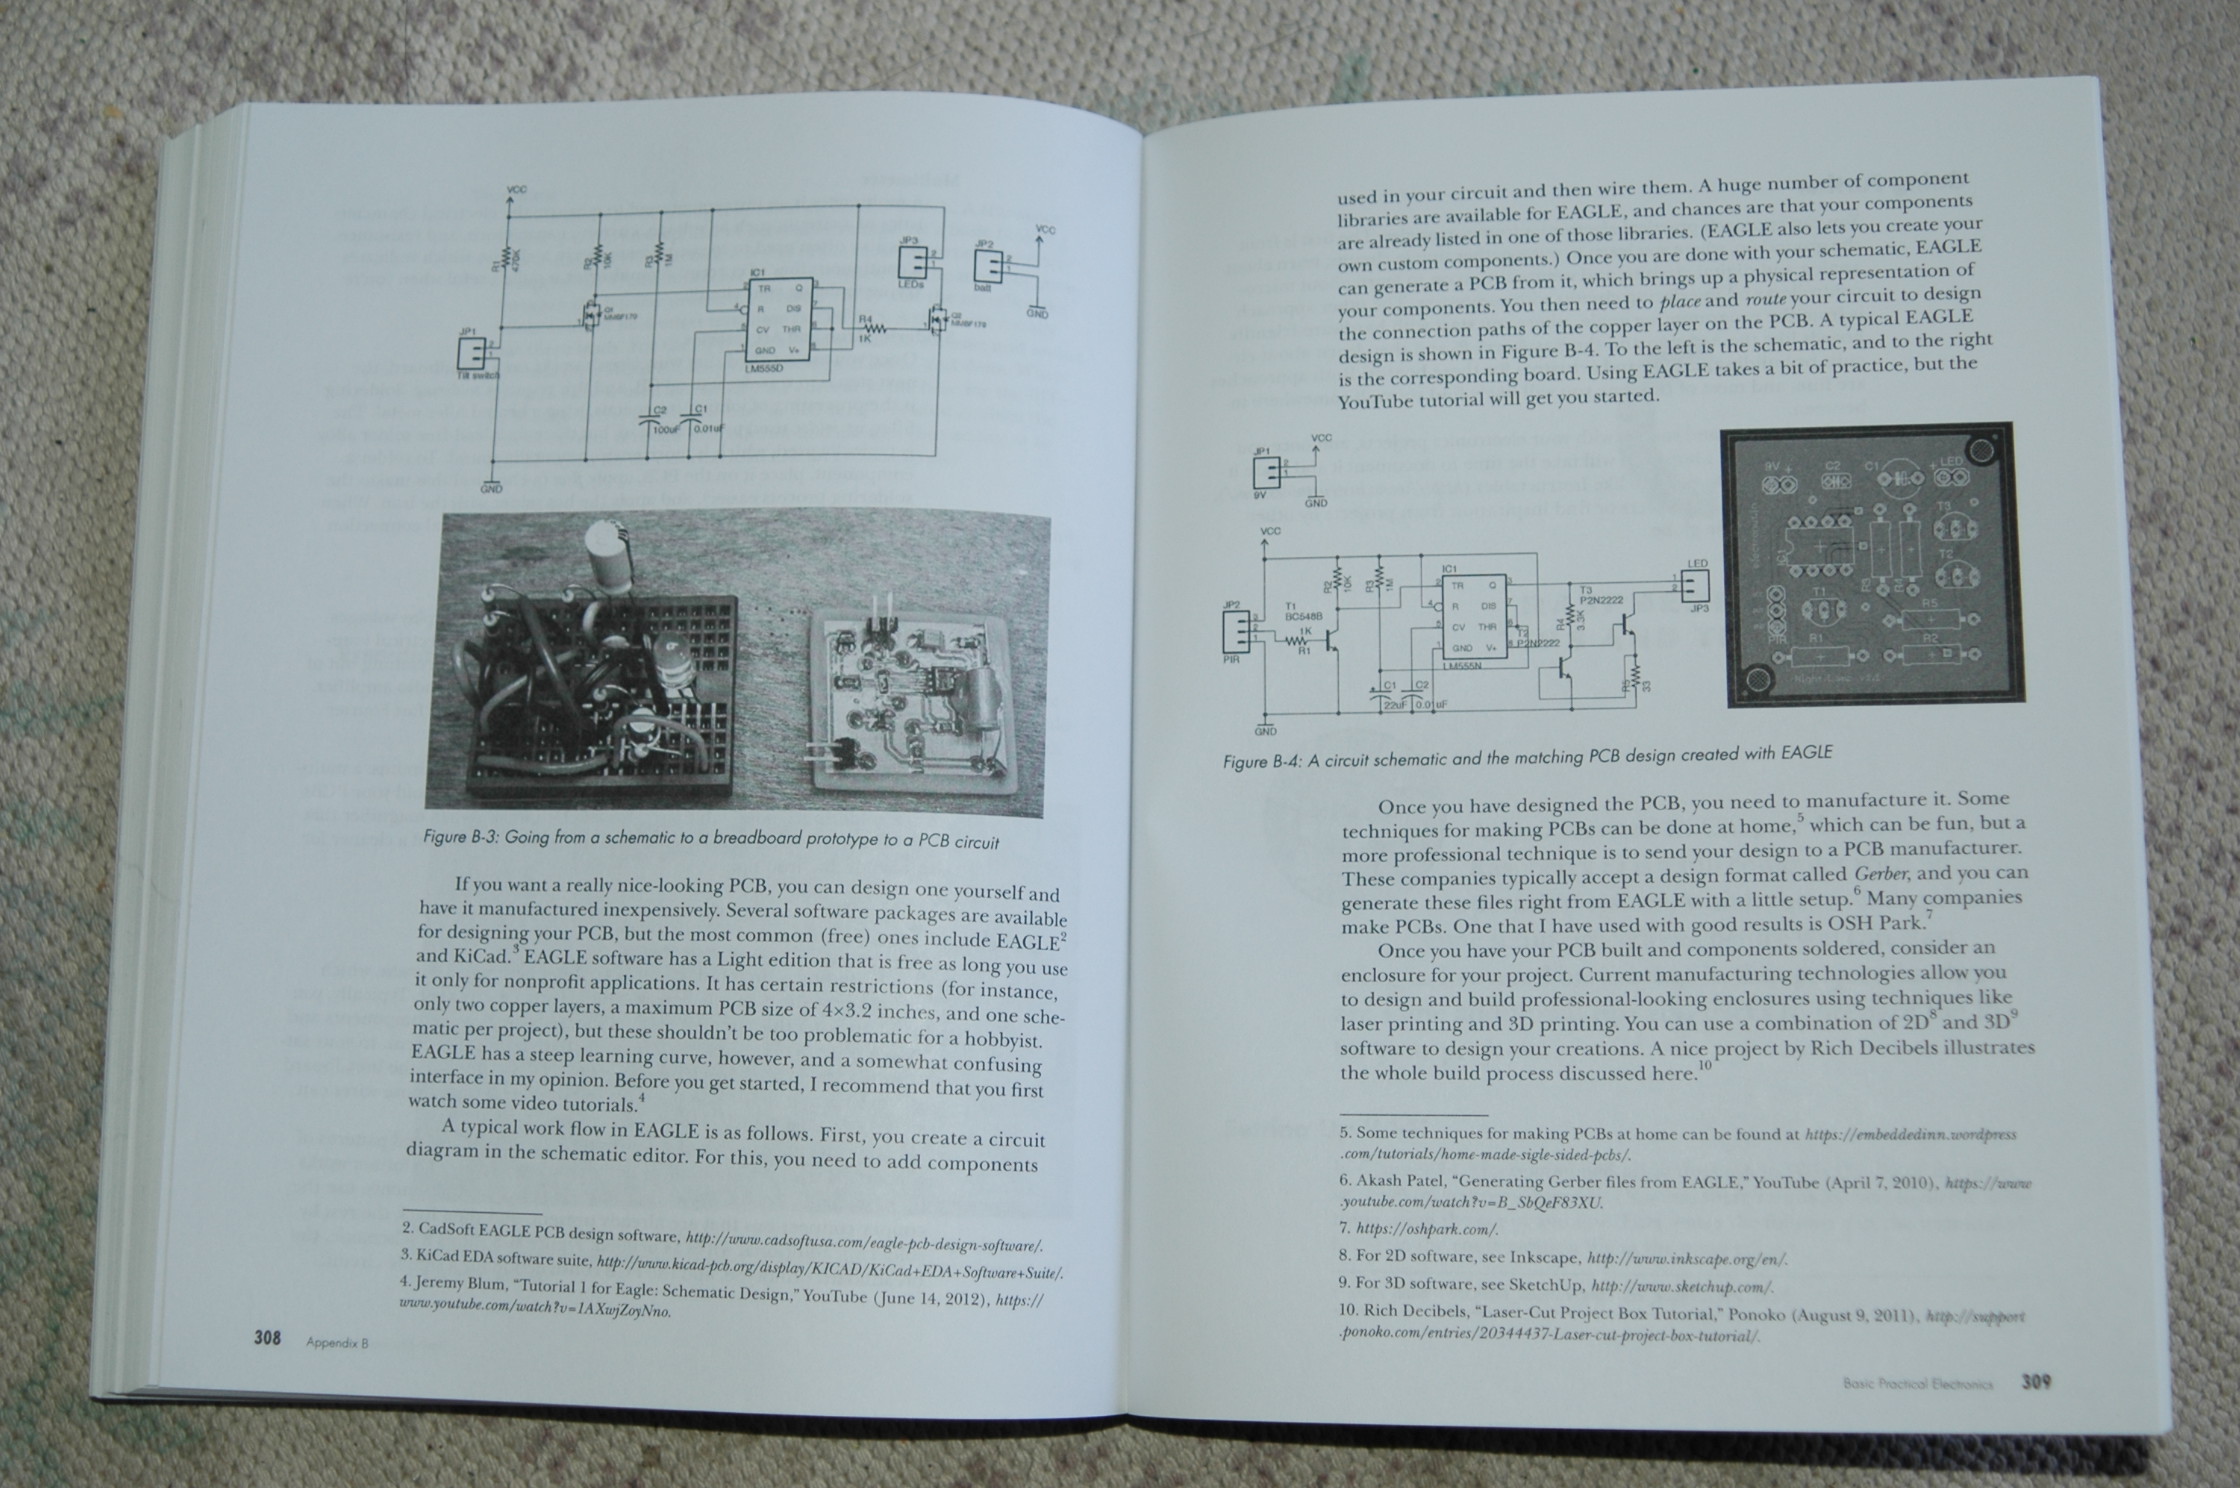 VCC
JP2
batt
VCC
GND
JP1
Tilt switch
470K
10K
IC1
TR
Q
R
DIS
CV
THR
GND
V+
LM555D
R4
1K
JP3
LEDs
C2
100uF
C1
0.01uF
GND
Figure B-3: Going from a schematic to a breadboard prototype to a PCB circuit
If you want a really nice-looking PCB, you can design one yourself and
have it manufactured inexpensively. Several software packages are available
for designing your PCB, but the most common (free) ones include EAGLE2
and KiCad.3 EAGLE software has a Light edition that is free as long you use
it only for nonprofit applications. It has certain restrictions (for instance,
only two copper layers, a maximum PCB size of 4×3.2 inches, and one sche-
matic per project), but these shouldn't be too problematic for a hobbyist.
EAGLE has a steep learning curve, however, and a somewhat confusing
interface in my opinion. Before you get started, I recommend that you first
watch some video tutorials.4
A typical work flow in EAGLE is as follows. First, you create a circuit
diagram in the schematic editor. For this, you need to add components
2. CadSoft EAGLE PCB design software, http://www.cadsoftusa.com/eagle-pcb-design-software/.
3. KiCad EDA software suite, http://www.kicad-pcb.org/display/KICAD/KiCad+EDA+Software+Suite/.
4. Jeremy Blum, "Tutorial 1 for Eagle: Schematic Design," YouTube (June 14, 2012), https://
www.youtube.com/watch?v=1AXwjZoyNno.
308 Appendix B
used in your circuit and then wire them. A huge number of component
libraries are available for EAGLE, and chances are that your components
are already listed in one of those libraries. (EAGLE also lets you create your
own custom components.) Once you are done with your schematic, EAGLE
can generate a PCB from it, which brings up a physical representation of
your components. You then need to place and route your circuit to design
the connection paths of the copper layer on the PCB. A typical EAGLE
design is shown in Figure B-4. To the left is the schematic, and to the right
is the corresponding board. Using EAGLE takes a bit of practice, but the
YouTube tutorial will get you started.
JP1
9V
VCC
GND
VCC
JP2
PIR
T1
BC548B
1K
R1
10K
IC1
TR
Q
R
DIS
CV
THR
GND
V+
LM555N
C1
22uF
C2
0.01uF
T2
P2N2222
T3
P2N2222
LED
JP3
GND
9V +
C2
C1
+ LED
T3
T2
T1
R1
R5
R2
Figure B-4: A circuit schematic and the matching PCB design created with EAGLE
Once you have designed the PCB, you need to manufacture it. Some
techniques for making PCBs can be done at home,5 which can be fun, but a
more professional technique is to send your design to a PCB manufacturer.
These companies typically accept a design format called Gerber, and you can
generate these files right from EAGLE with a little setup.6 Many companies
make PCBs. One that I have used with good results is OSH Park.7
Once you have your PCB built and components soldered, consider an
enclosure for your project. Current manufacturing technologies allow you
to design and build professional-looking enclosures using techniques like
laser printing and 3D printing. You can use a combination of 2D8 and 3D9
software to design your creations. A nice project by Rich Decibels illustrates
the whole build process discussed here.10
5. Some techniques for making PCBs at home can be found at https://embeddedinn.wordpress
.com/tutorials/home-made-sigle-sided-pcbs/.
6. Akash Patel, "Generating Gerber files from EAGLE," YouTube (April 7, 2010), https://www
.youtube.com/watch?v=B_SbQeF83XU.
7. https://oshpark.com/.
8. For 2D software, see Inkscape, http://www.inkscape.org/en/.
9. For 3D software, see SketchUp, http://www.sketchup.com/.
10. Rich Decibels, "Laser-Cut Project Box Tutorial," Ponoko (August 9, 2011), http://support
.ponoko.com/entries/20344437-Laser-cut-project-box-tutorial/.
Basic Practical Electronics 309